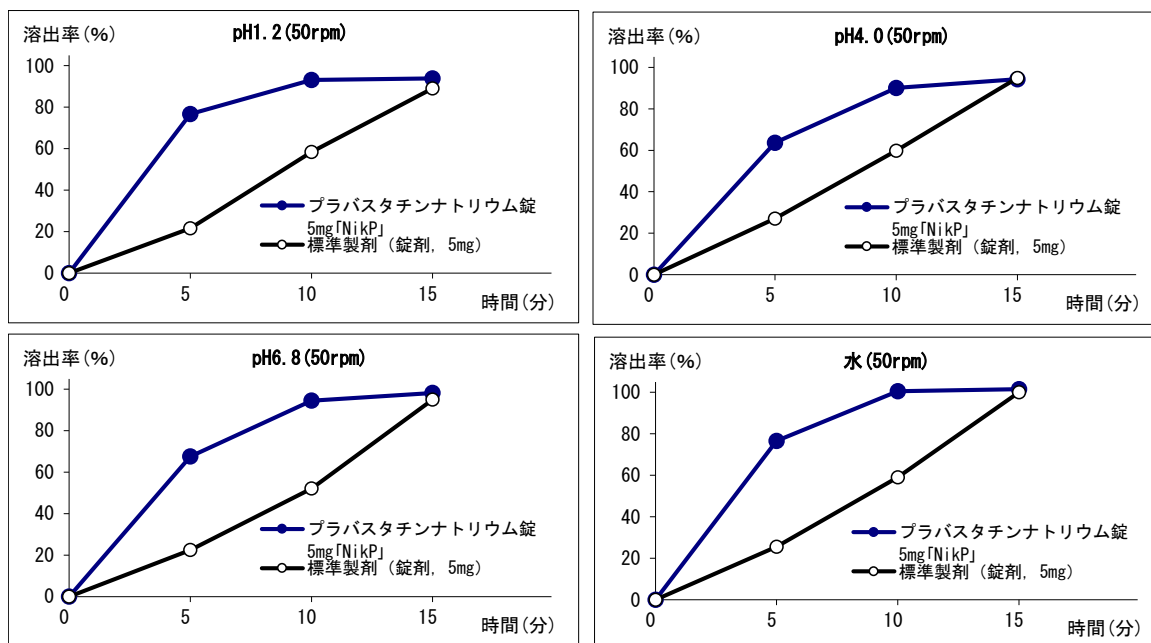 溶出率(%)
pH1.2(50rpm)
100
80
60
40
20
0
プラバスタチンナトリウム錠
5mg「NikP」
標準製剤(錠剤, 5mg)
0
5
10
15
時間(分)
溶出率(%)
pH4.0(50rpm)
100
80
60
40
20
0
プラバスタチンナトリウム錠
5mg「NikP」
標準製剤(錠剤, 5mg)
0
5
10
15
時間(分)
溶出率(%)
pH6.8(50rpm)
100
80
60
40
20
0
プラバスタチンナトリウム錠
5mg「NikP」
標準製剤(錠剤, 5mg)
0
5
10
15
時間(分)
溶出率(%)
水(50rpm)
100
80
60
40
20
0
プラバスタチンナトリウム錠
5mg「NikP」
標準製剤(錠剤, 5mg)
0
5
10
15
時間(分)